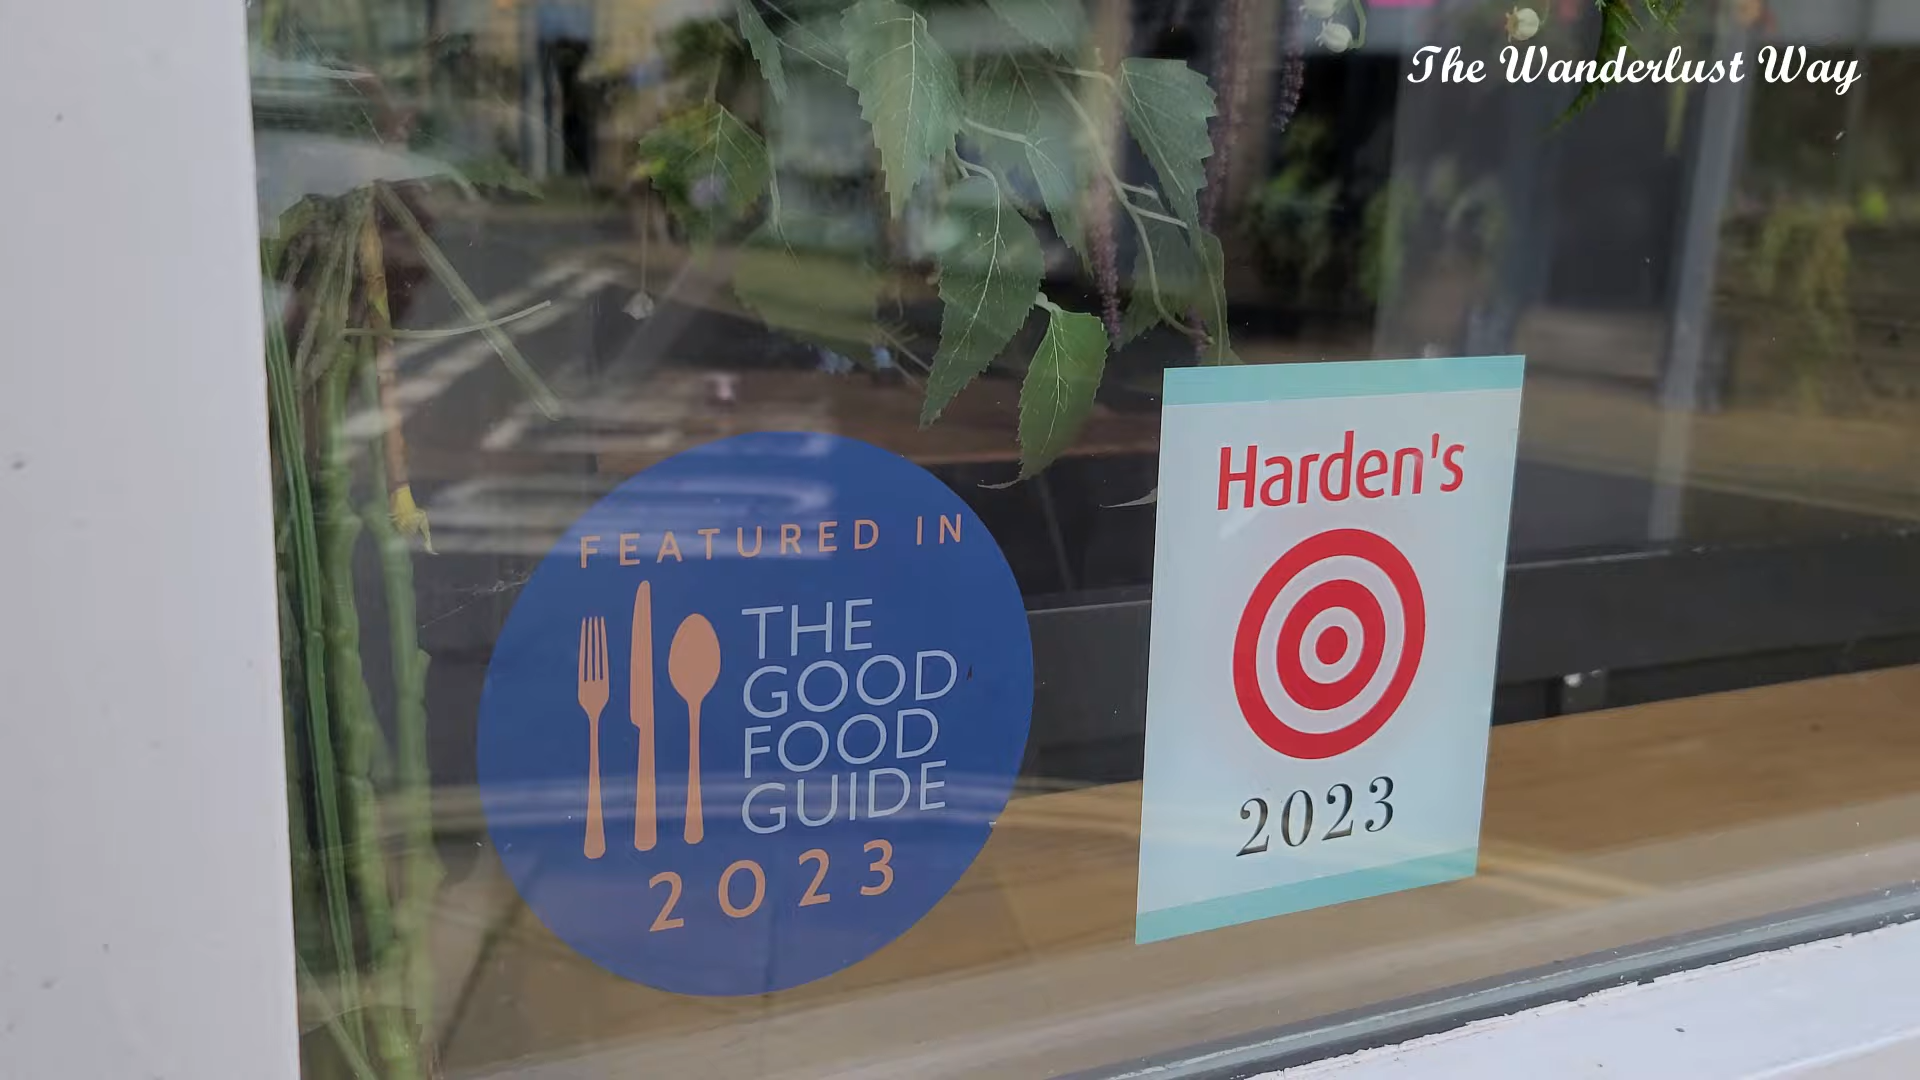 The Wanderlust Way
FEATURED IN
THE
GOOD
FOOD
GUIDE
2023
Harden's
2023